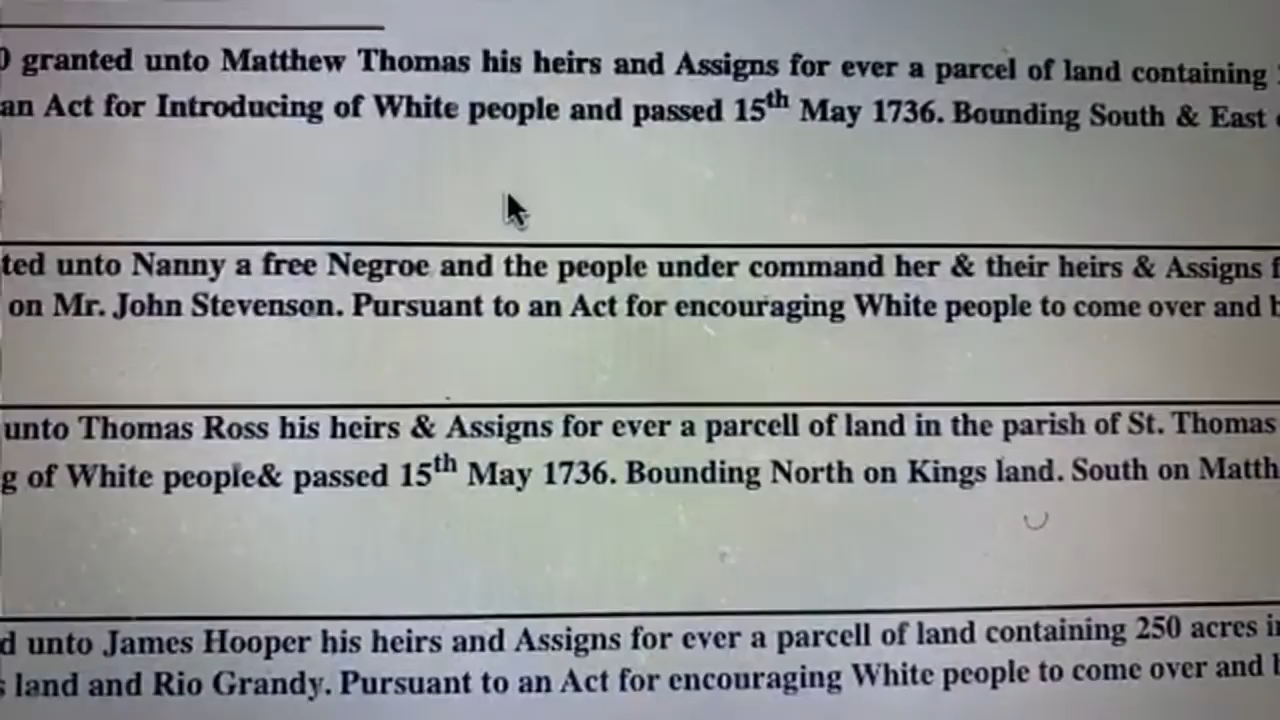 granted unto Matthew Thomas his heirs and Assigns for ever a parcel of land containing
an Act for Introducing of White people and passed 15th May 1736. Bounding South & East
ted unto Nanny a free Negroe and the people under command her & their heirs & Assigns f
on Mr. John Stevenson. Pursuant to an Act for encouraging White people to come over and b
unto Thomas Ross his heirs & Assigns for ever a parcell of land in the parish of St. Thomas
g of White people& passed 15th May 1736. Bounding North on Kings land. South on Matth
d unto James Hooper his heirs and Assigns for ever a parcell of land containing 250 acres in
s land and Rio Grandy. Pursuant to an Act for encouraging White people to come over and b